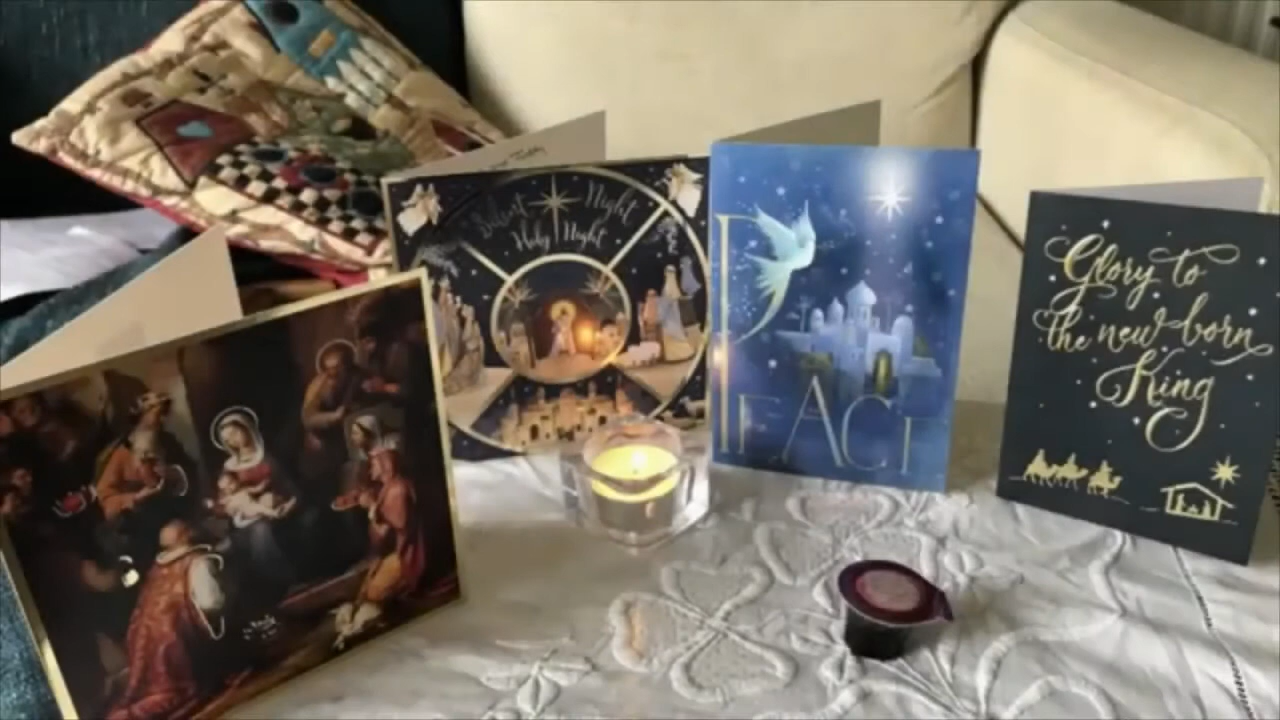 Silent Night
Holy Night
PEACE
Glory to
the new-born
King